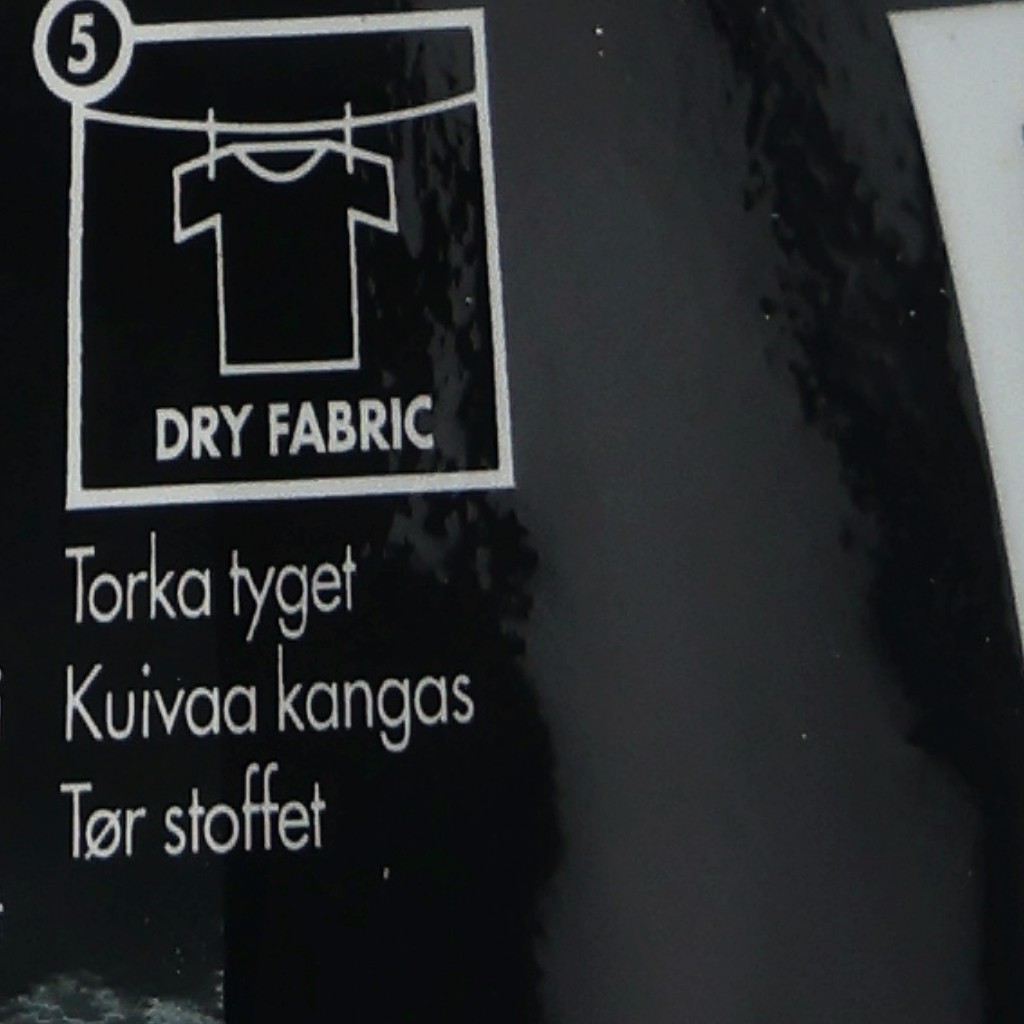 5
DRY FABRIC
Torka tyget
Kuivaa kangas
Tør stoffet